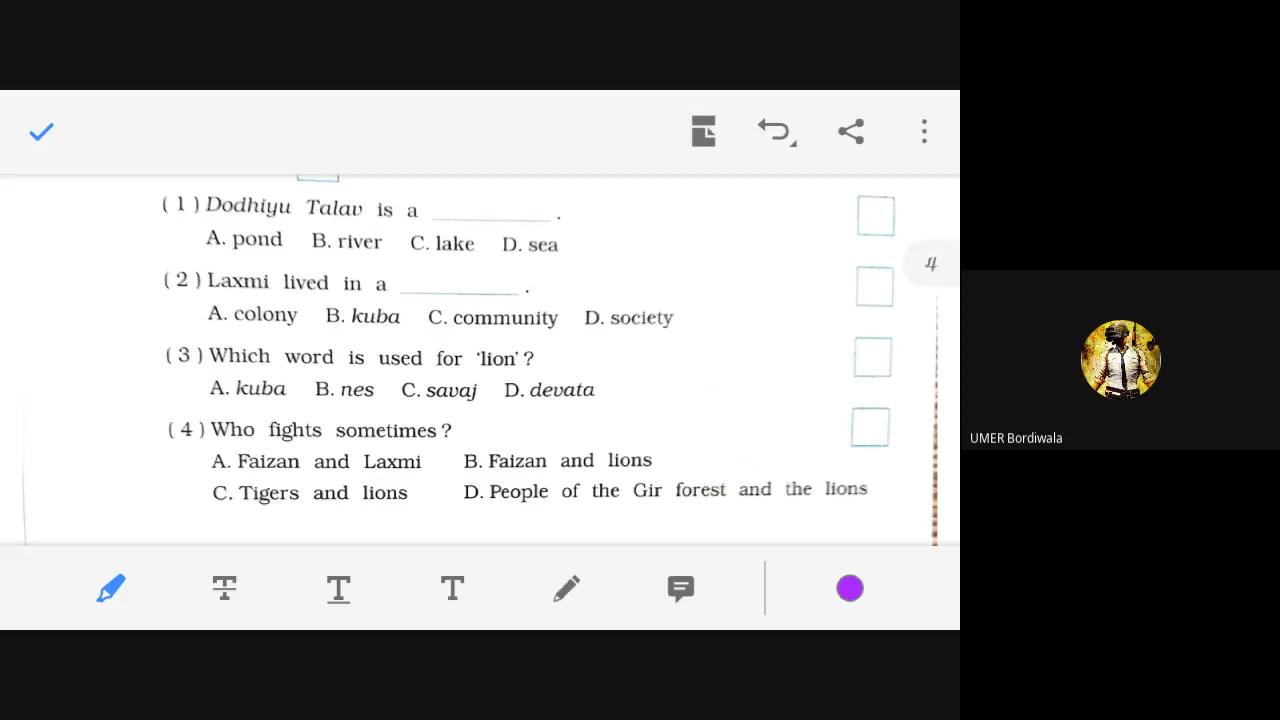 ( 1 ) Dodhiyu Talav is a ____________ .
A. pond B. river C. lake D. sea
4
( 2 ) Laxmi lived in a ____________ .
A. colony B. kuba C. community D. society
( 3 ) Which word is used for ‘lion’ ?
A. kuba B. nes C. savaj D. devata
( 4 ) Who fights sometimes ?
A. Faizan and Laxmi B. Faizan and lions
C. Tigers and lions D. People of the Gir forest and the lions
T T T
UMER Bordiwala